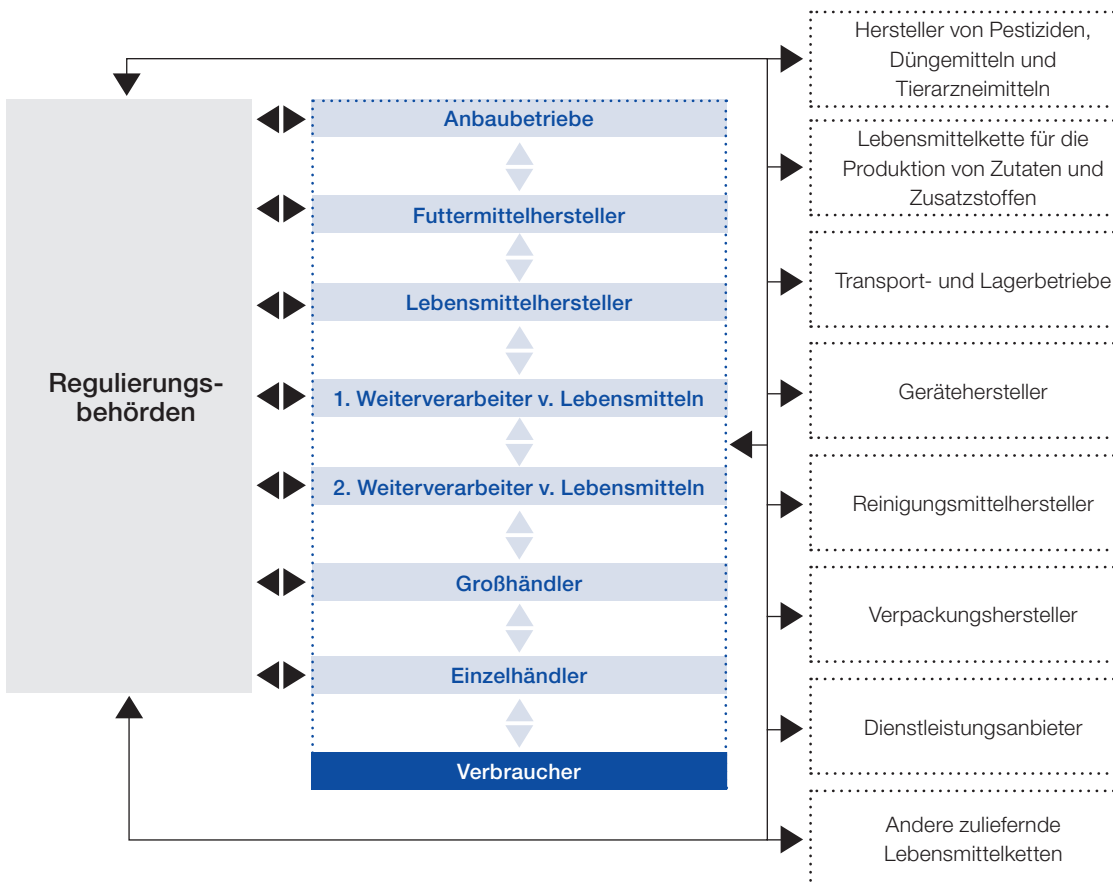 Regulierungs-
behörden
Anbaubetriebe
Futtermittelhersteller
Lebensmittelhersteller
1. Weiterverarbeiter v. Lebensmitteln
2. Weiterverarbeiter v. Lebensmitteln
Großhändler
Einzelhändler
Verbraucher
Hersteller von Pestiziden,
Düngemitteln und
Tierarzneimitteln
Lebensmittelkette für die
Produktion von Zutaten und
Zusatzstoffen
Transport- und Lagerbetriebe
Gerätehersteller
Reinigungsmittelhersteller
Verpackungshersteller
Dienstleistungsanbieter
Andere zuliefernde
Lebensmittelketten